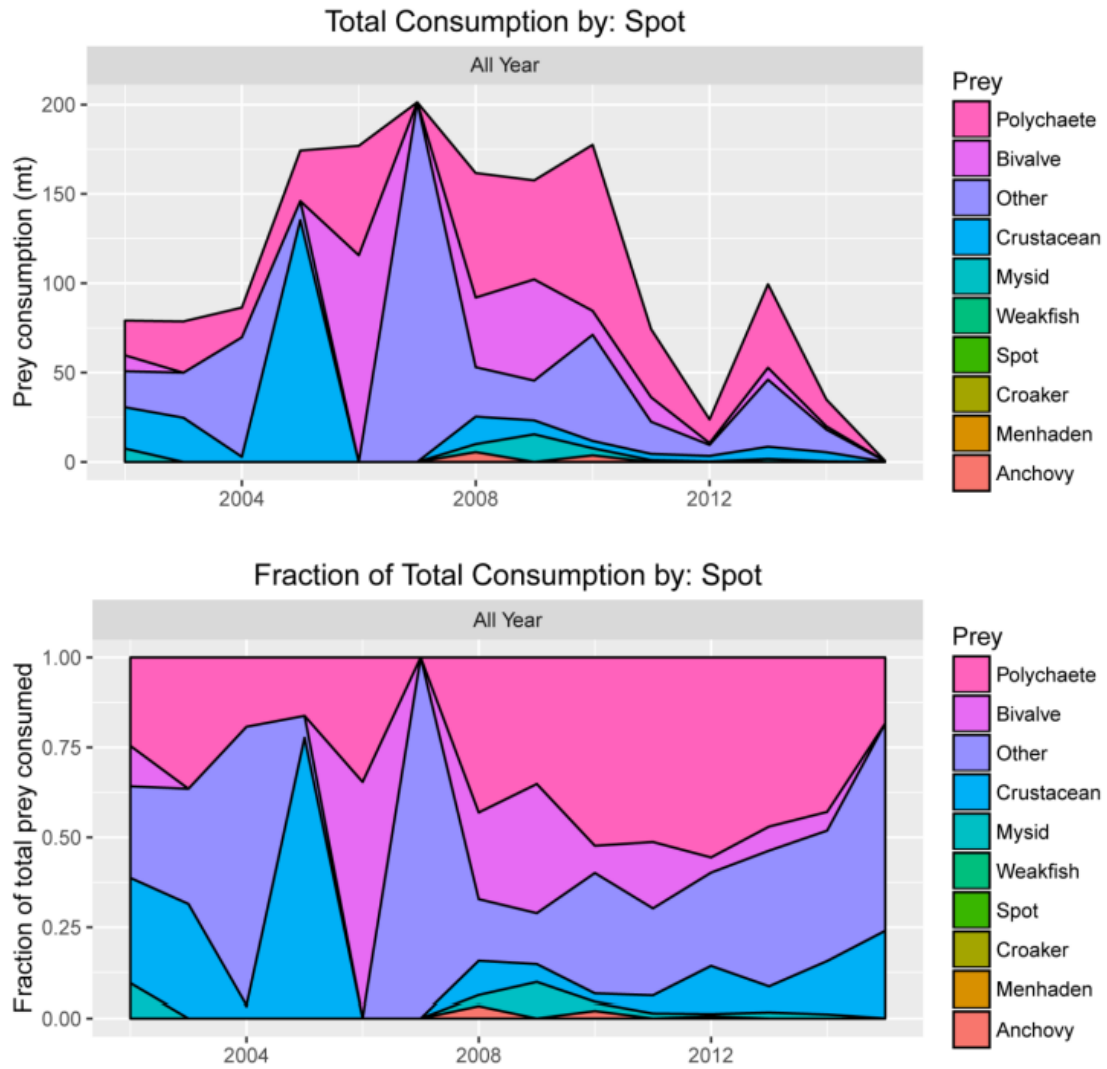 Total Consumption by: Spot
All Year
Prey consumption (mt)
200
150
100
50
0
2004
2008
2012
Prey
Polychaete
Bivalve
Other
Crustacean
Mysid
Weakfish
Spot
Croaker
Menhaden
Anchovy
Fraction of Total Consumption by: Spot
All Year
Fraction of total prey consumed
1.00
0.75
0.50
0.25
0.00
2004
2008
2012
Prey
Polychaete
Bivalve
Other
Crustacean
Mysid
Weakfish
Spot
Croaker
Menhaden
Anchovy